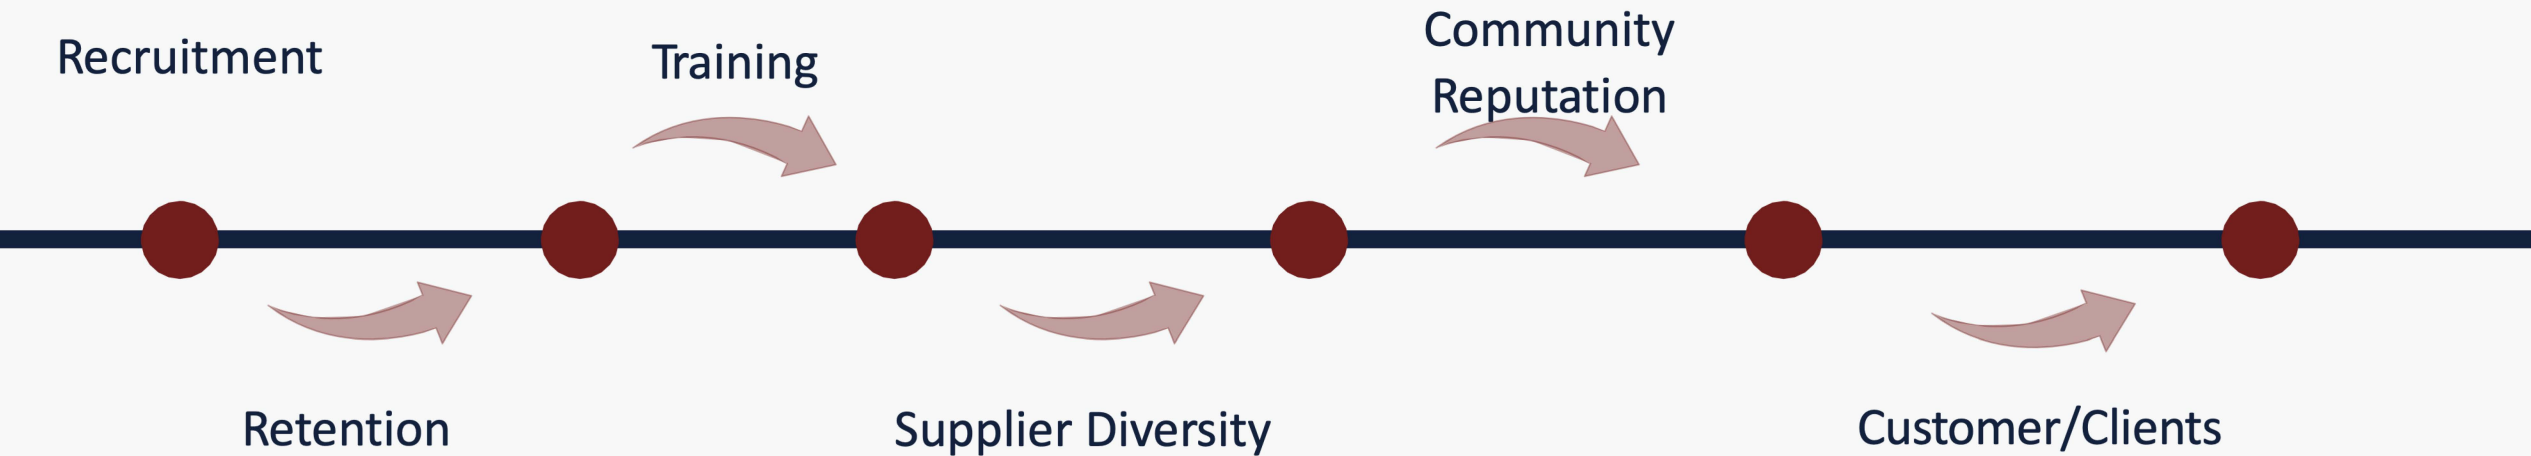 Recruitment
Retention
Training
Supplier Diversity
Community
Reputation
Customer/Clients